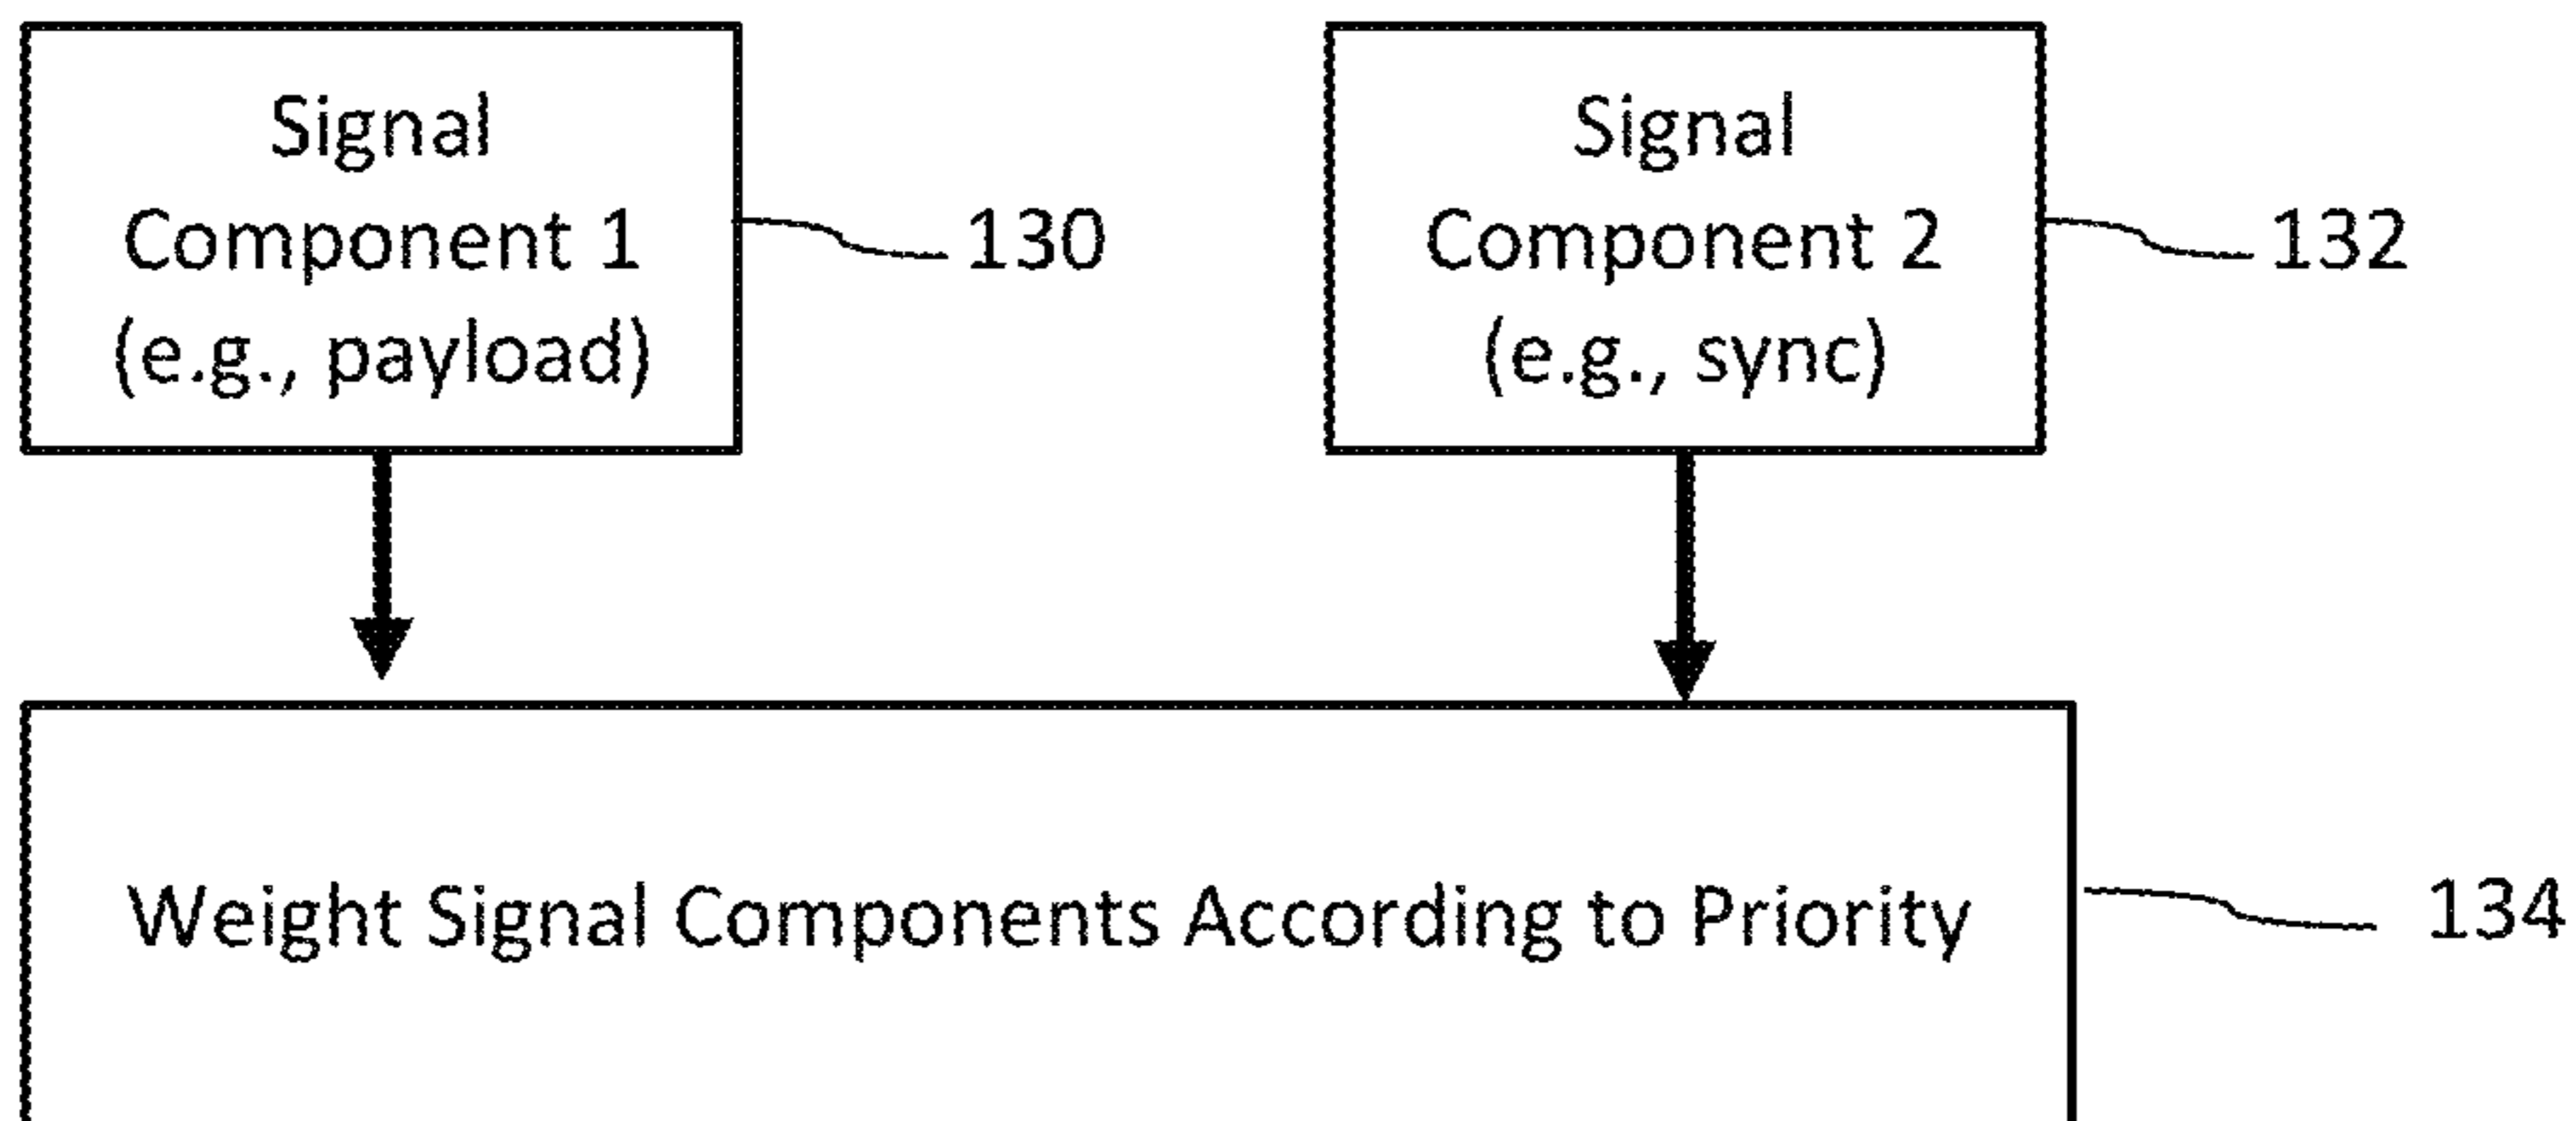 Signal
Component 1
(e.g., payload)
130
Signal
Component 2
(e.g., sync)
132
Weight Signal Components According to Priority
134